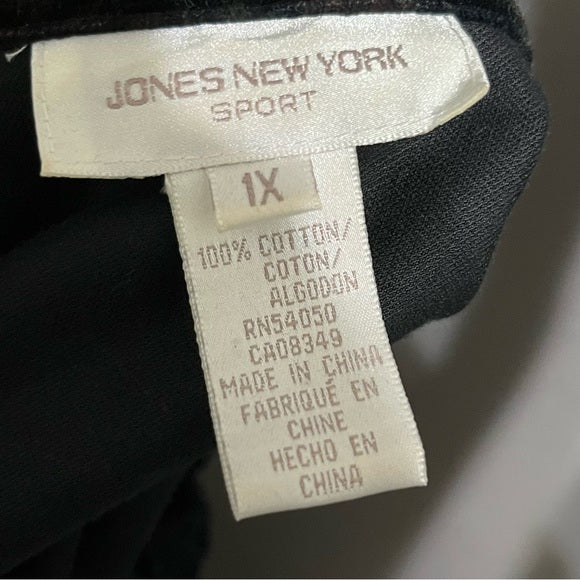 JONES NEW YORK
SPORT
1X
100% COTTON/
COTON/
ALGODON
RN54050
CA08349
MADE IN CHINA
FABRIQUÉ EN
CHINE
HECHO EN
CHINA